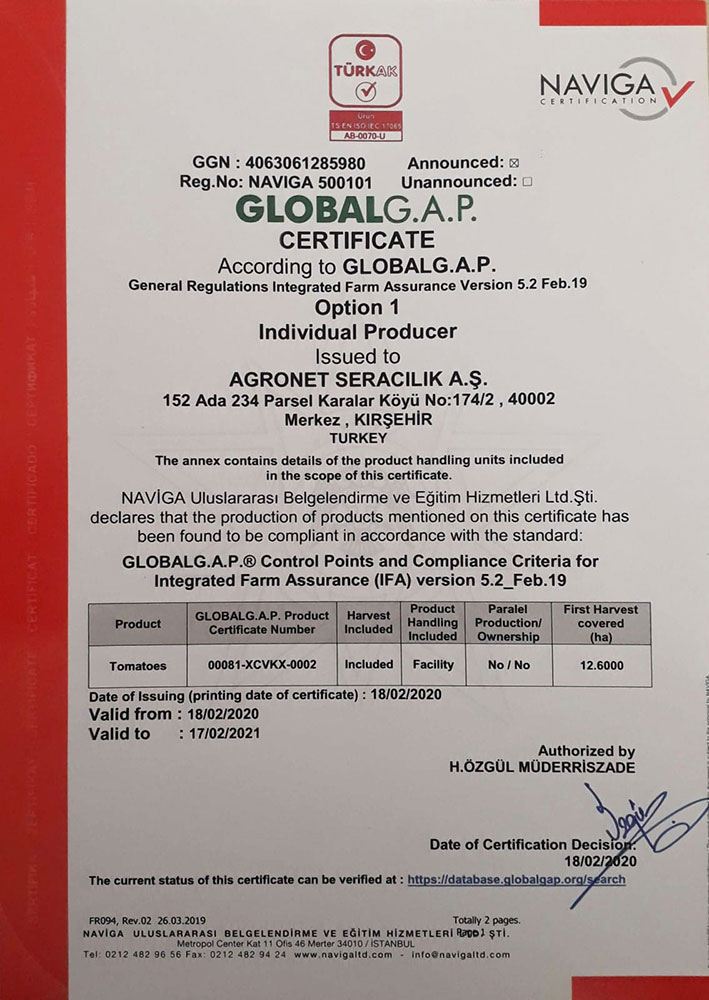 TÜRKAK
Ürün
TS EN ISO IEC 17065
AB-0070-U
NAVIGA
CERTIFICATION
GGN : 4063061285980 Announced: ☒
Reg.No: NAVIGA 500101 Unannounced: ☐
GLOBALG.A.P.
CERTIFICATE
According to GLOBALG.A.P.
General Regulations Integrated Farm Assurance Version 5.2 Feb.19
Option 1
Individual Producer
Issued to
AGRONET SERACILIK A.Ş.
152 Ada 234 Parsel Karalar Köyü No:174/2 , 40002
Merkez , KIRŞEHİR
TURKEY
The annex contains details of the product handling units included
in the scope of this certificate.
NAVİGA Uluslararası Belgelendirme ve Eğitim Hizmetleri Ltd.Şti.
declares that the production of products mentioned on this certificate has
been found to be compliant in accordance with the standard:
GLOBALG.A.P.® Control Points and Compliance Criteria for
Integrated Farm Assurance (IFA) version 5.2_Feb.19
Product GLOBALG.A.P. Product Certificate Number Harvest Included Product Handling Included Paralel Production/ Ownership First Harvest covered (ha)
Tomatoes 00081-XCVKX-0002 Included Facility No / No 12.6000
Date of Issuing (printing date of certificate) : 18/02/2020
Valid from : 18/02/2020
Valid to : 17/02/2021
Authorized by
H.ÖZGÜL MÜDERRİSZADE
Date of Certification Decision:
18/02/2020
The current status of this certificate can be verified at : https://database.globalgap.org/search
FR094, Rev.02 26.03.2019 Totally 2 pages.
NAVİGA ULUSLARARASI BELGELENDİRME VE EĞİTİM HİZMETLERİ ŞTİ.
Metropol Center Kat 11 Ofis 46 Merter 34010 / İSTANBUL
Tel: 0212 482 96 56 Fax: 0212 482 94 24 www.navigaltd.com - info@navigaltd.com